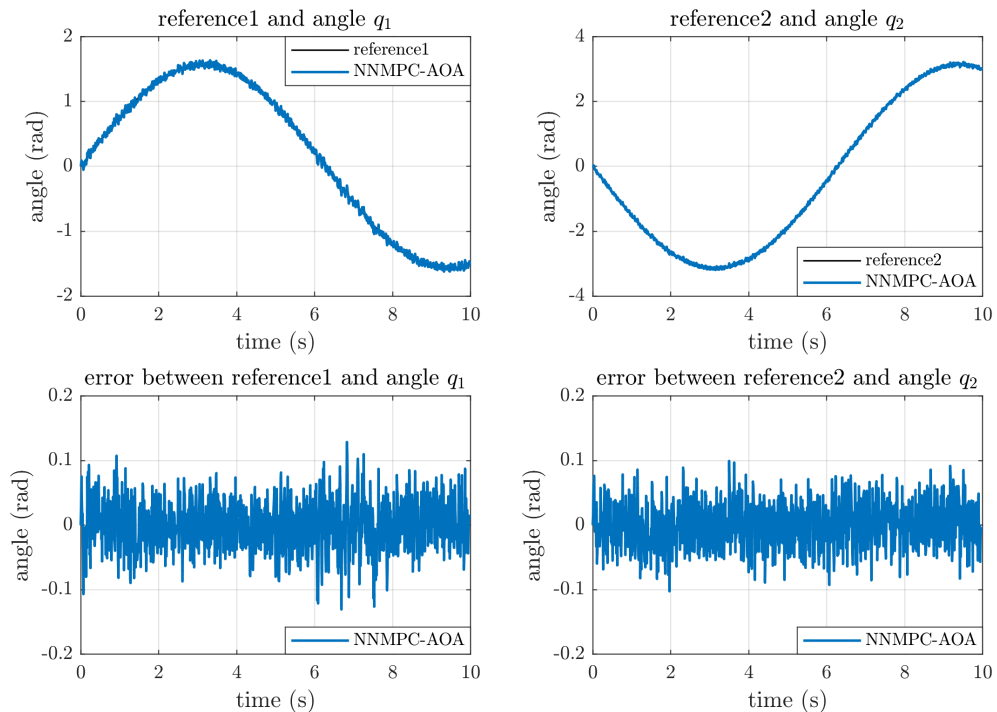 reference1 and angle q₁
2
1
0
-1
-2
angle (rad)
reference1
NNMPC-AOA
0 2 4 6 8 10
time (s)
reference2 and angle q₂
4
2
0
-2
-4
angle (rad)
reference2
NNMPC-AOA
0 2 4 6 8 10
time (s)
error between reference1 and angle q₁
0.2
0.1
0
-0.1
-0.2
angle (rad)
NNMPC-AOA
0 2 4 6 8 10
time (s)
error between reference2 and angle q₂
0.2
0.1
0
-0.1
-0.2
angle (rad)
NNMPC-AOA
0 2 4 6 8 10
time (s)